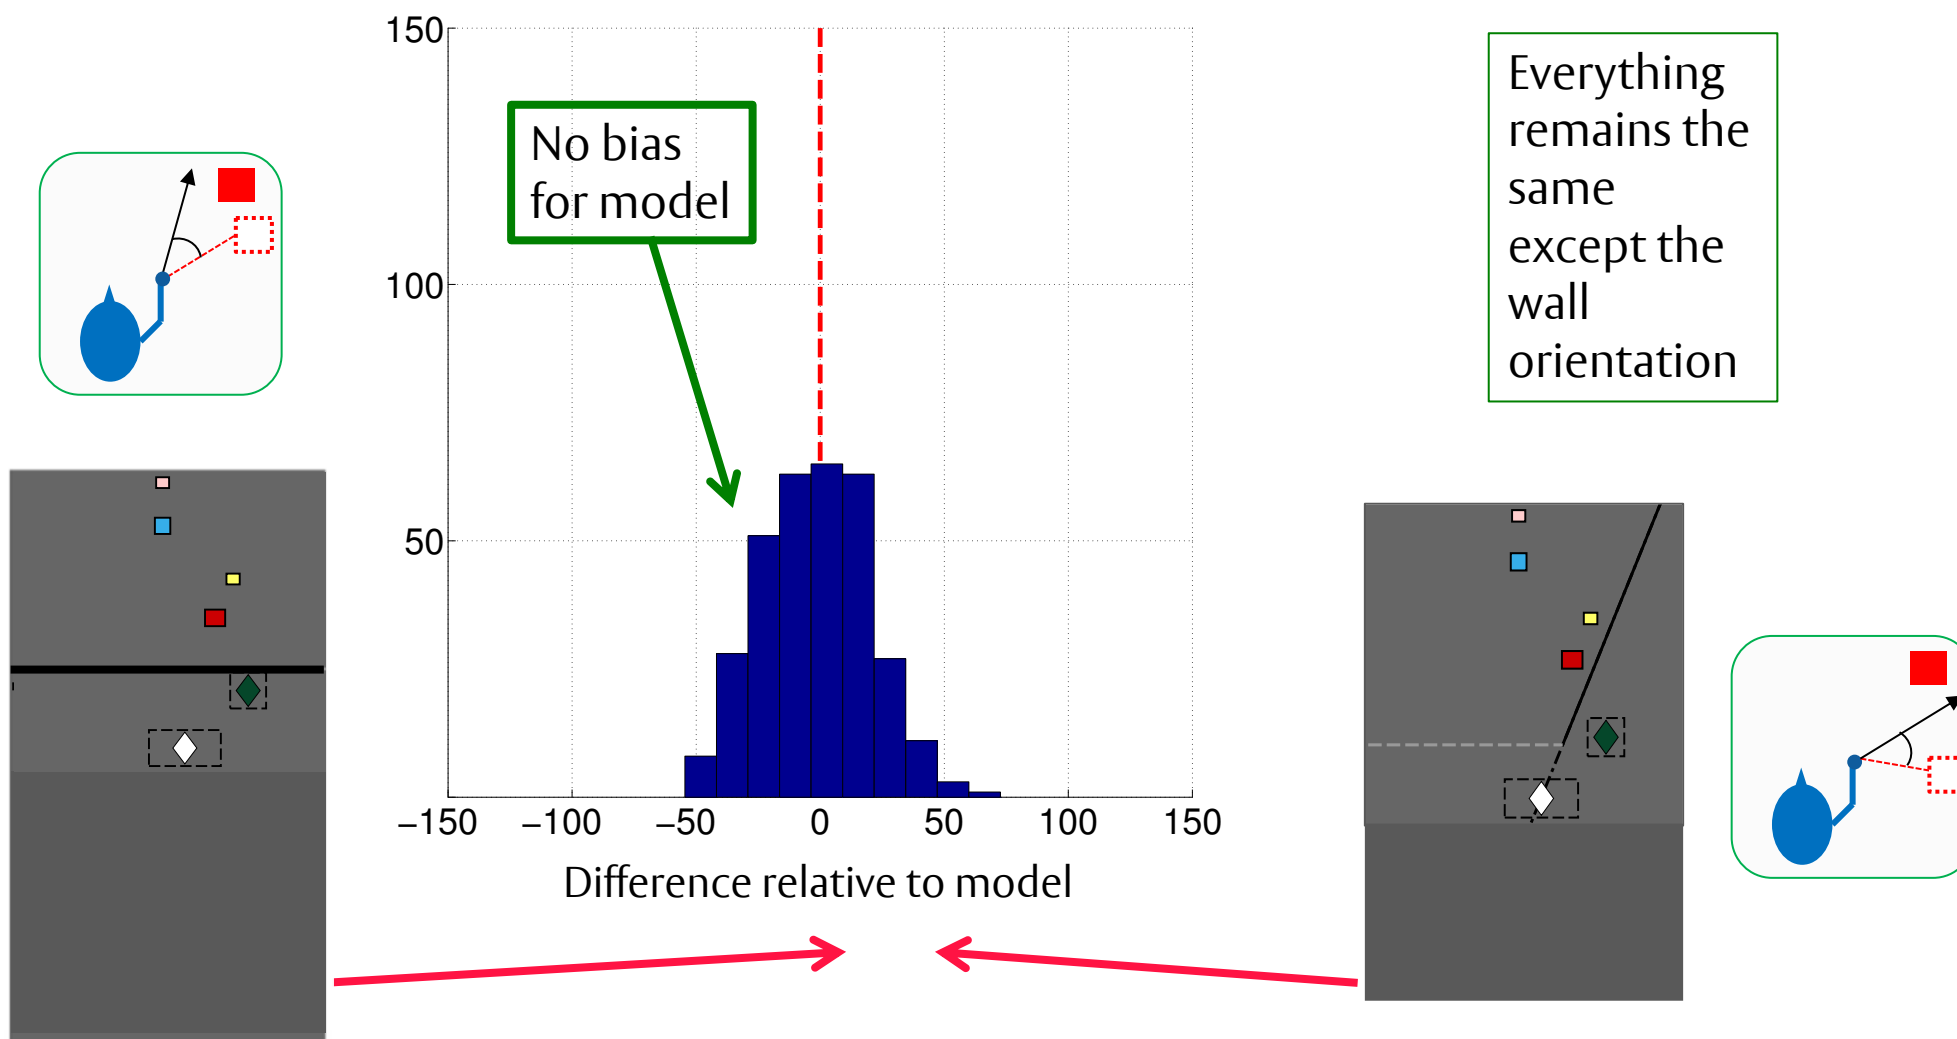 150
No bias
for model
100
50
−150 −100 −50 0 50 100 150
Difference relative to model
Everything
remains the
same
except the
wall
orientation